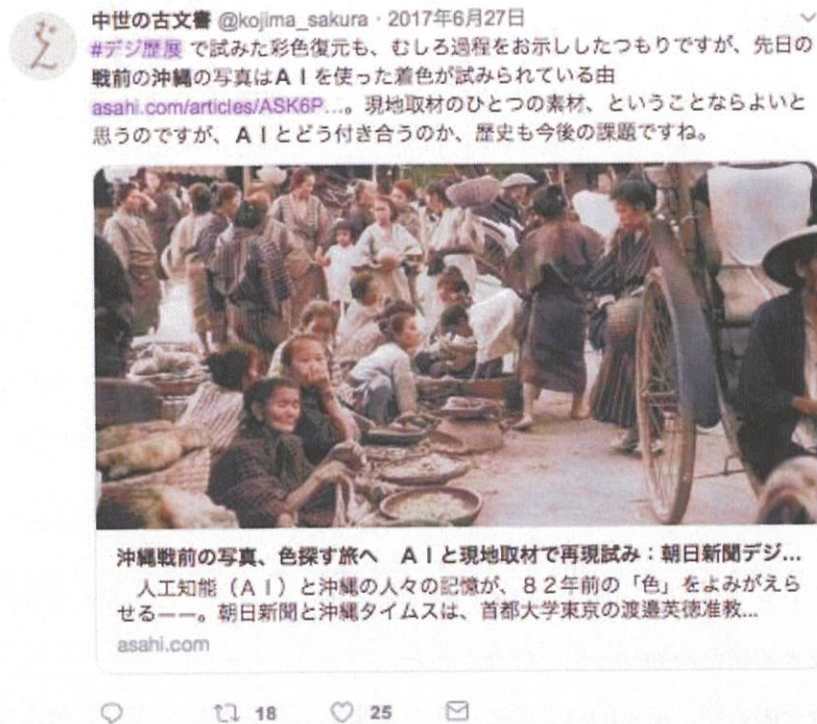 むん
中世の古文書 @kojima_sakura · 2017年6月27日
#デジ歴展 で試みた彩色復元も、むしろ過程をお示ししたつもりですが、先日の
戦前の沖縄の写真はＡＩを使った着色が試みられている由
asahi.com/articles/ASK6P...。現地取材のひとつの素材、ということならよいと
思うのですが、ＡＩとどう付き合うのか、歴史も今後の課題ですね。
沖縄戦前の写真、色探す旅へ　ＡＩと現地取材で再現試み：朝日新聞デジ...
人工知能（ＡＩ）と沖縄の人々の記憶が、８２年前の「色」をよみがえら
せる――。朝日新聞と沖縄タイムスは、首都大学東京の渡邉英徳准教...
asahi.com
18
25